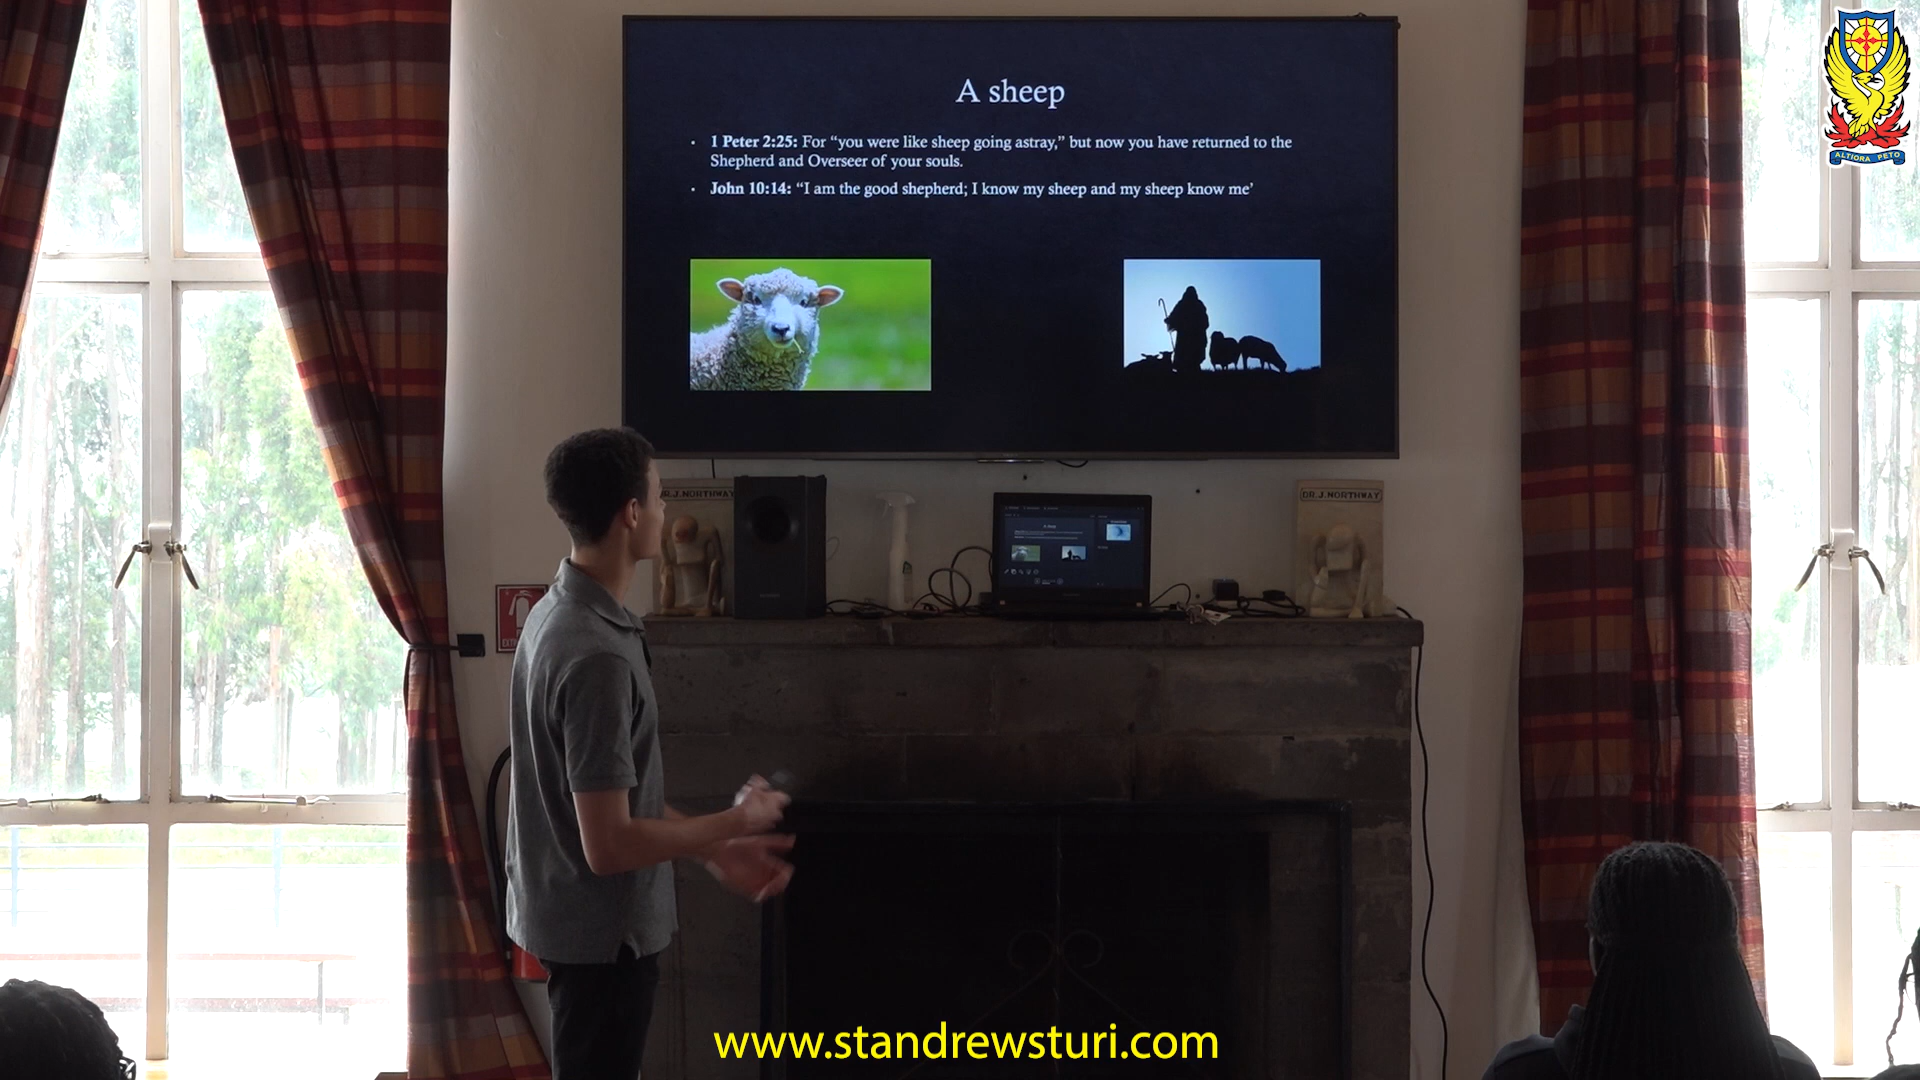 A sheep
• 1 Peter 2:25: For “you were like sheep going astray,” but now you have returned to the
Shepherd and Overseer of your souls.
• John 10:14: “I am the good shepherd; I know my sheep and my sheep know me’
ALTIORA PETO
DR.J.NORTHWAY
DR.J.NORTHWAY
www.standrewsturi.com